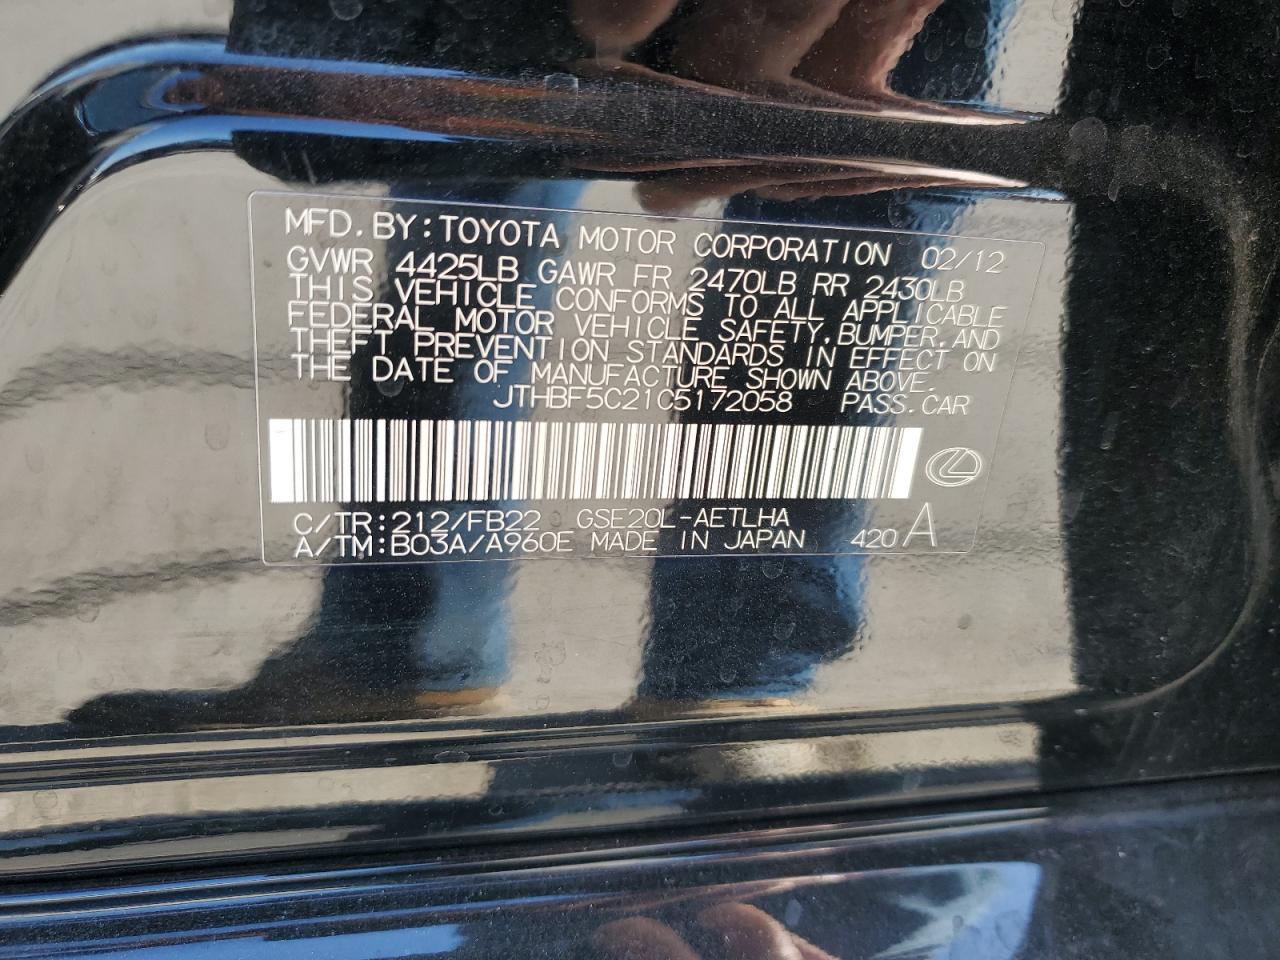 MFD. BY: TOYOTA MOTOR CORPORATION 02/12
GVWR 4425LB GAWR FR 2470LB RR 2430LB
THIS VEHICLE CONFORMS TO ALL APPLICABLE
FEDERAL MOTOR VEHICLE SAFETY, BUMPER, AND
THEFT PREVENTION STANDARDS IN EFFECT ON
THE DATE OF MANUFACTURE SHOWN ABOVE.
JTHBF5C21C5172058 PASS. CAR
C/TR: 212/FB22 GSE20L-AETLHA
A/TM: B03A/A960E MADE IN JAPAN 420 A